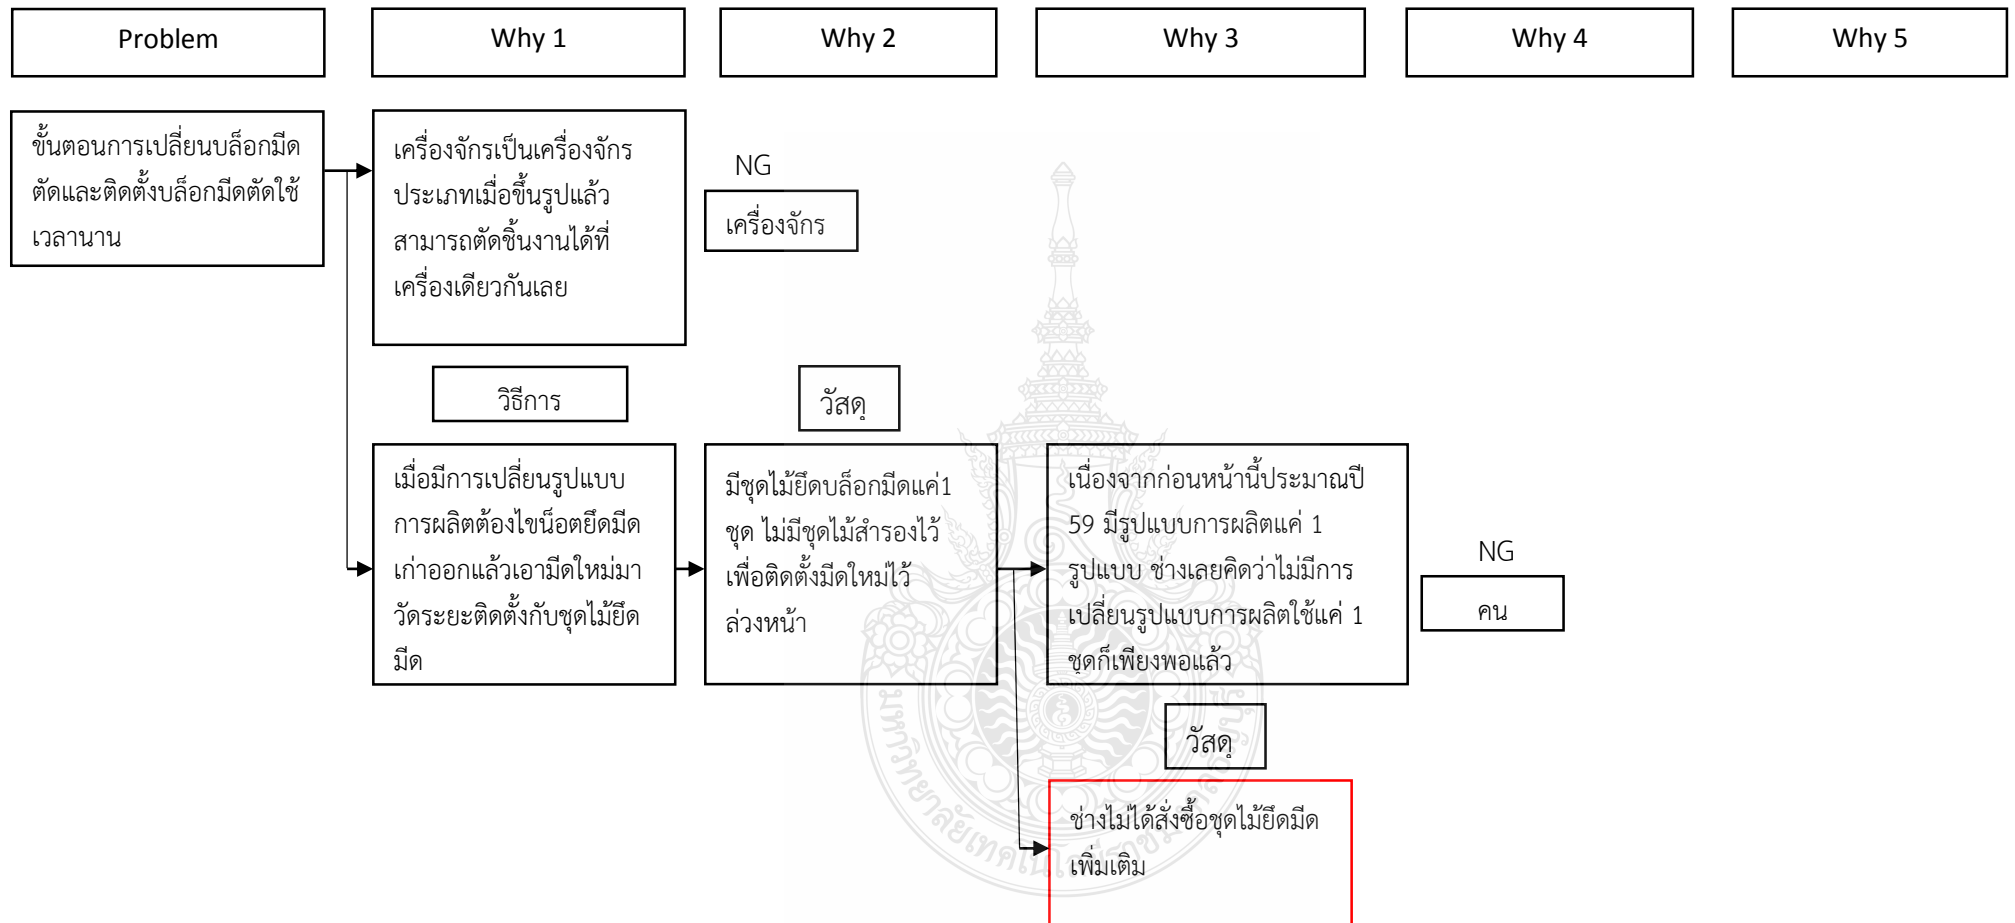 Problem
Why 1
Why 2
Why 3
Why 4
Why 5
ขั้นตอนการเปลี่ยนบล็อกมีด
ตัดและติดตั้งบล็อกมีดตัดใช้
เวลานาน
เครื่องจักรเป็นเครื่องจักร
ประเภทเมื่อขึ้นรูปแล้ว
สามารถตัดชิ้นงานได้ที่
เครื่องเดียวกันเลย
NG
เครื่องจักร
วิธีการ
เมื่อมีการเปลี่ยนรูปแบบ
การผลิตต้องไขน็อตยึดมีด
เก่าออกแล้วเอามีดใหม่มา
วัดระยะติดตั้งกับชุดไม้ยึด
มีด
วัสดุ
มีชุดไม้ยึดบล็อกมีดแค่1
ชุด ไม่มีชุดไม้สำรองไว้
เพื่อติดตั้งมีดใหม่ไว้
ล่วงหน้า
เนื่องจากก่อนหน้านี้ประมาณปี
59 มีรูปแบบการผลิตแค่ 1
รูปแบบ ช่างเลยคิดว่าไม่มีการ
เปลี่ยนรูปแบบการผลิตใช้แค่ 1
ชุดก็เพียงพอแล้ว
NG
คน
วัสดุ
ช่างไม่ได้สั่งซื้อชุดไม้ยึดมีด
เพิ่มเติม